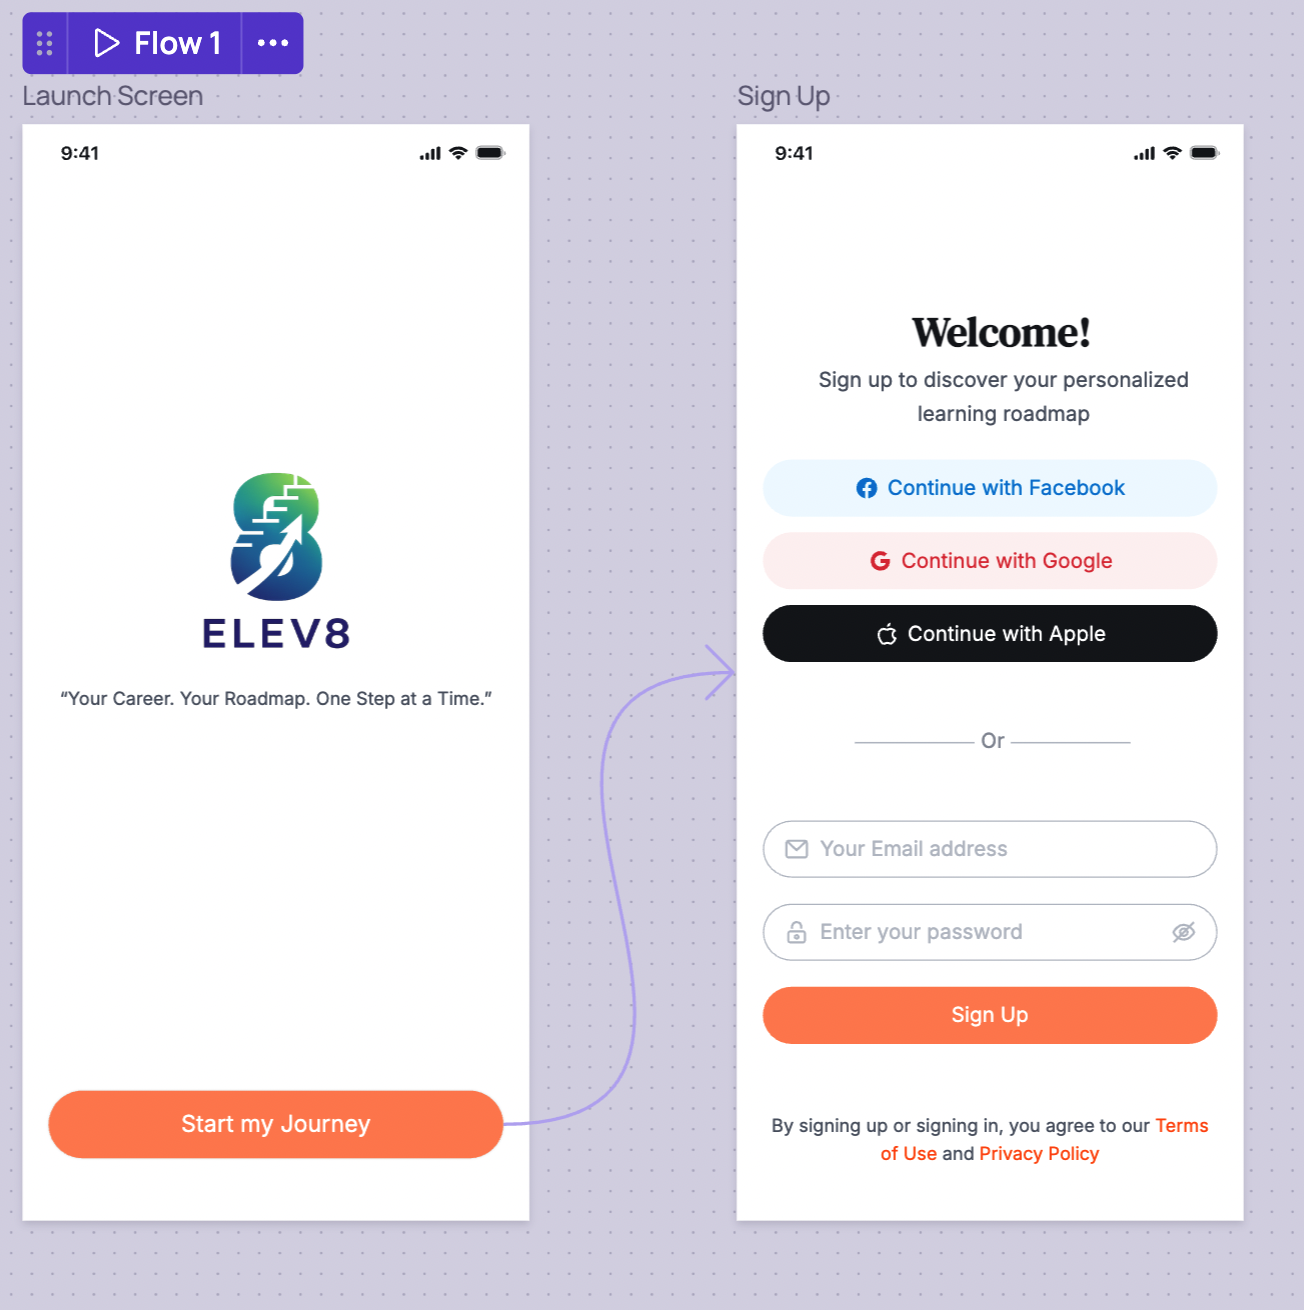 Flow 1
Launch Screen
9:41
ELEV8
“Your Career. Your Roadmap. One Step at a Time.”
Start my Journey
Sign Up
9:41
Welcome!
Sign up to discover your personalized
learning roadmap
Continue with Facebook
Continue with Google
Continue with Apple
Or
Your Email address
Enter your password
Sign Up
By signing up or signing in, you agree to our Terms
of Use and Privacy Policy